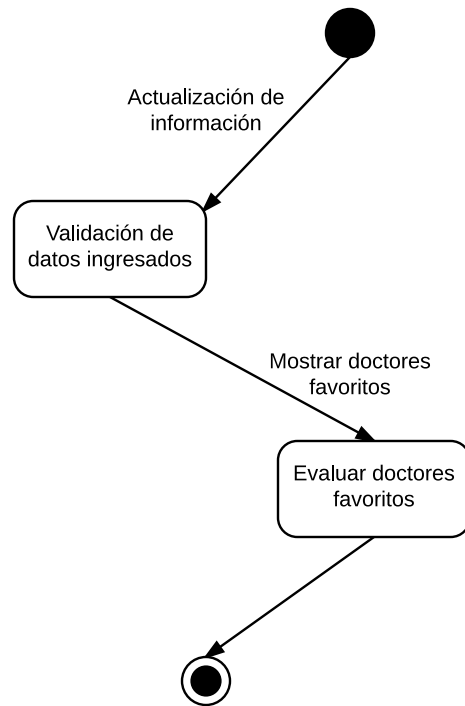 Actualización de
información
Validación de
datos ingresados
Mostrar doctores
favoritos
Evaluar doctores
favoritos